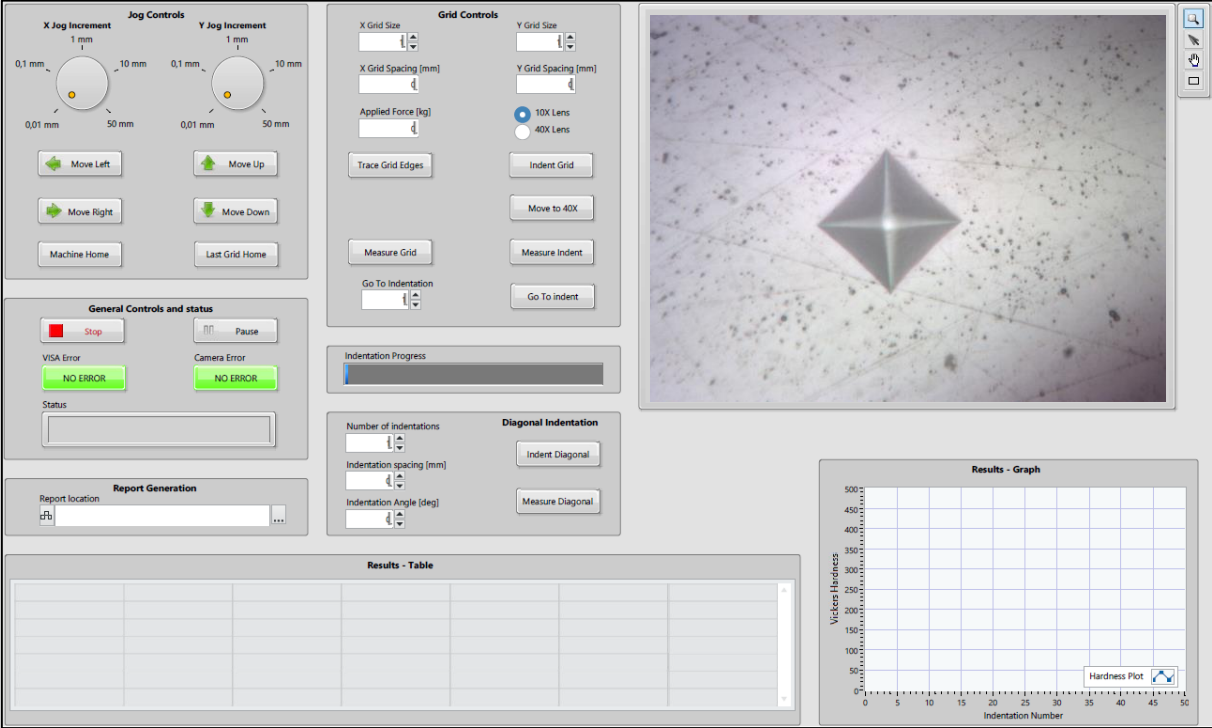 Jog Controls
X Jog Increment
Y Jog Increment
1 mm
1 mm
0,1 mm
10 mm
0,1 mm
10 mm
0,01 mm
50 mm
0,01 mm
50 mm
Move Left
Move Up
Move Right
Move Down
Machine Home
Last Grid Home
General Controls and status
Stop
Pause
VISA Error
Camera Error
NO ERROR
NO ERROR
Status
Report Generation
Report location
...
Grid Controls
X Grid Size
Y Grid Size
X Grid Spacing [mm]
Y Grid Spacing [mm]
Applied Force [kg]
10X Lens
40X Lens
Trace Grid Edges
Indent Grid
Move to 40X
Measure Grid
Measure Indent
Go To Indentation
Go To indent
Indentation Progress
Number of indentations
Diagonal Indentation
Indent Diagonal
Indentation spacing [mm]
Indentation Angle [deg]
Measure Diagonal
Results - Table
Results - Graph
Vickers Hardness
500
450
400
350
300
250
200
150
100
50
0
Hardness Plot
0 5 10 15 20 25 30 35 40 45 50
Indentation Number